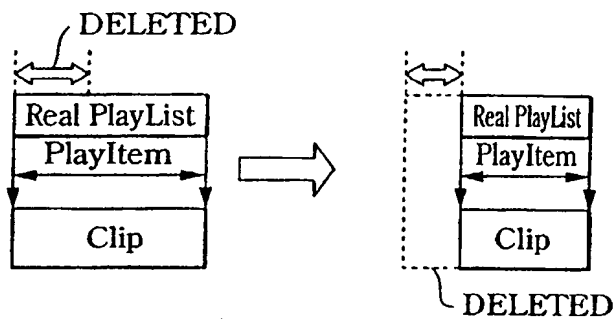 DELETED
Real PlayList
PlayItem
Clip
Real PlayList
PlayItem
Clip
DELETED